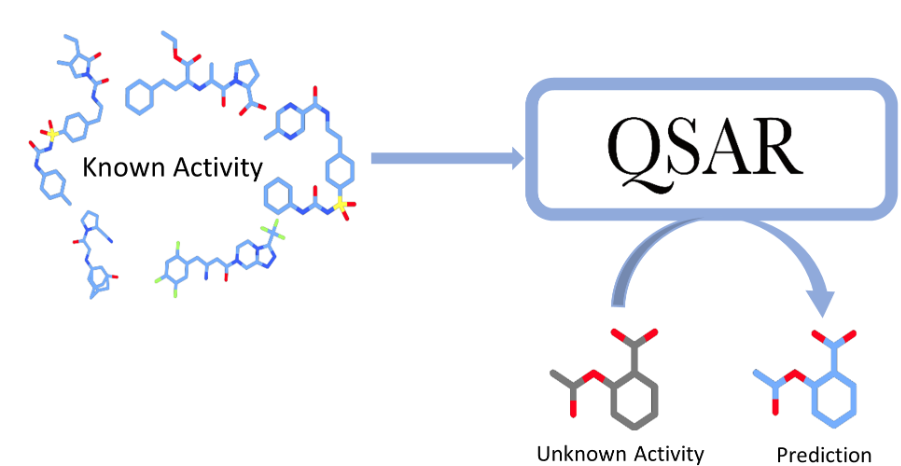 Known Activity
QSAR
Unknown Activity
Prediction